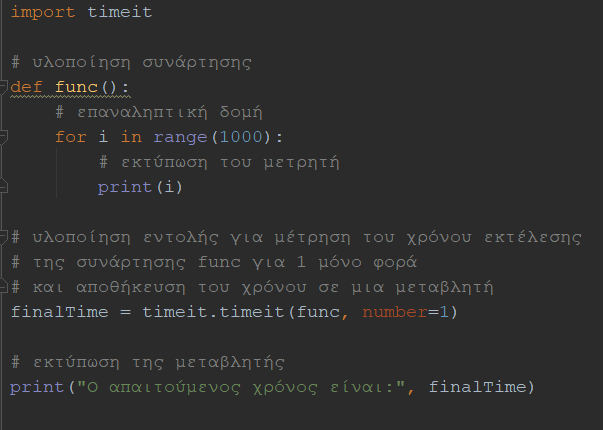 import timeit
# υλοποίηση συνάρτησης
def func():
# επαναληπτική δομή
for i in range(1000):
# εκτύπωση του μετρητή
print(i)
# υλοποίηση εντολής για μέτρηση του χρόνου εκτέλεσης
# της συνάρτησης func για 1 μόνο φορά
# και αποθήκευση του χρόνου σε μια μεταβλητή
finalTime = timeit.timeit(func, number=1)
# εκτύπωση της μεταβλητής
print("Ο απαιτούμενος χρόνος είναι:", finalTime)